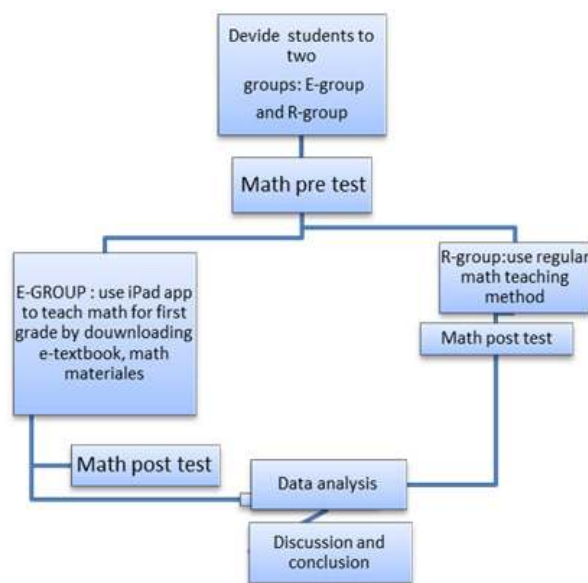 Devide students to
two
groups: E-group
and R-group
Math pre test
E-GROUP : use iPad app
to teach math for first
grade by douwnloading
e-textbook, math
materiales
R-group:use regular
math teaching
method
Math post test
Math post test
Data analysis
Discussion and
conclusion